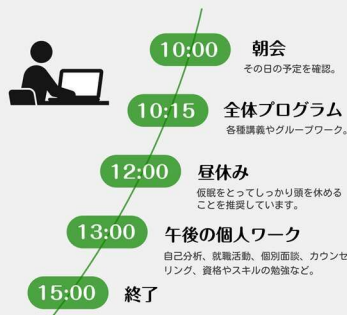 10:00 朝会
その日の予定を確認。
10:15 全体プログラム
各種講義やグループワーク。
12:00 昼休み
仮眠をとってしっかり頭を休める
ことを推奨しています。
13:00 午後の個人ワーク
自己分析、就職活動、個別面談、カウンセ
リング、資格やスキルの勉強など。
15:00 終了